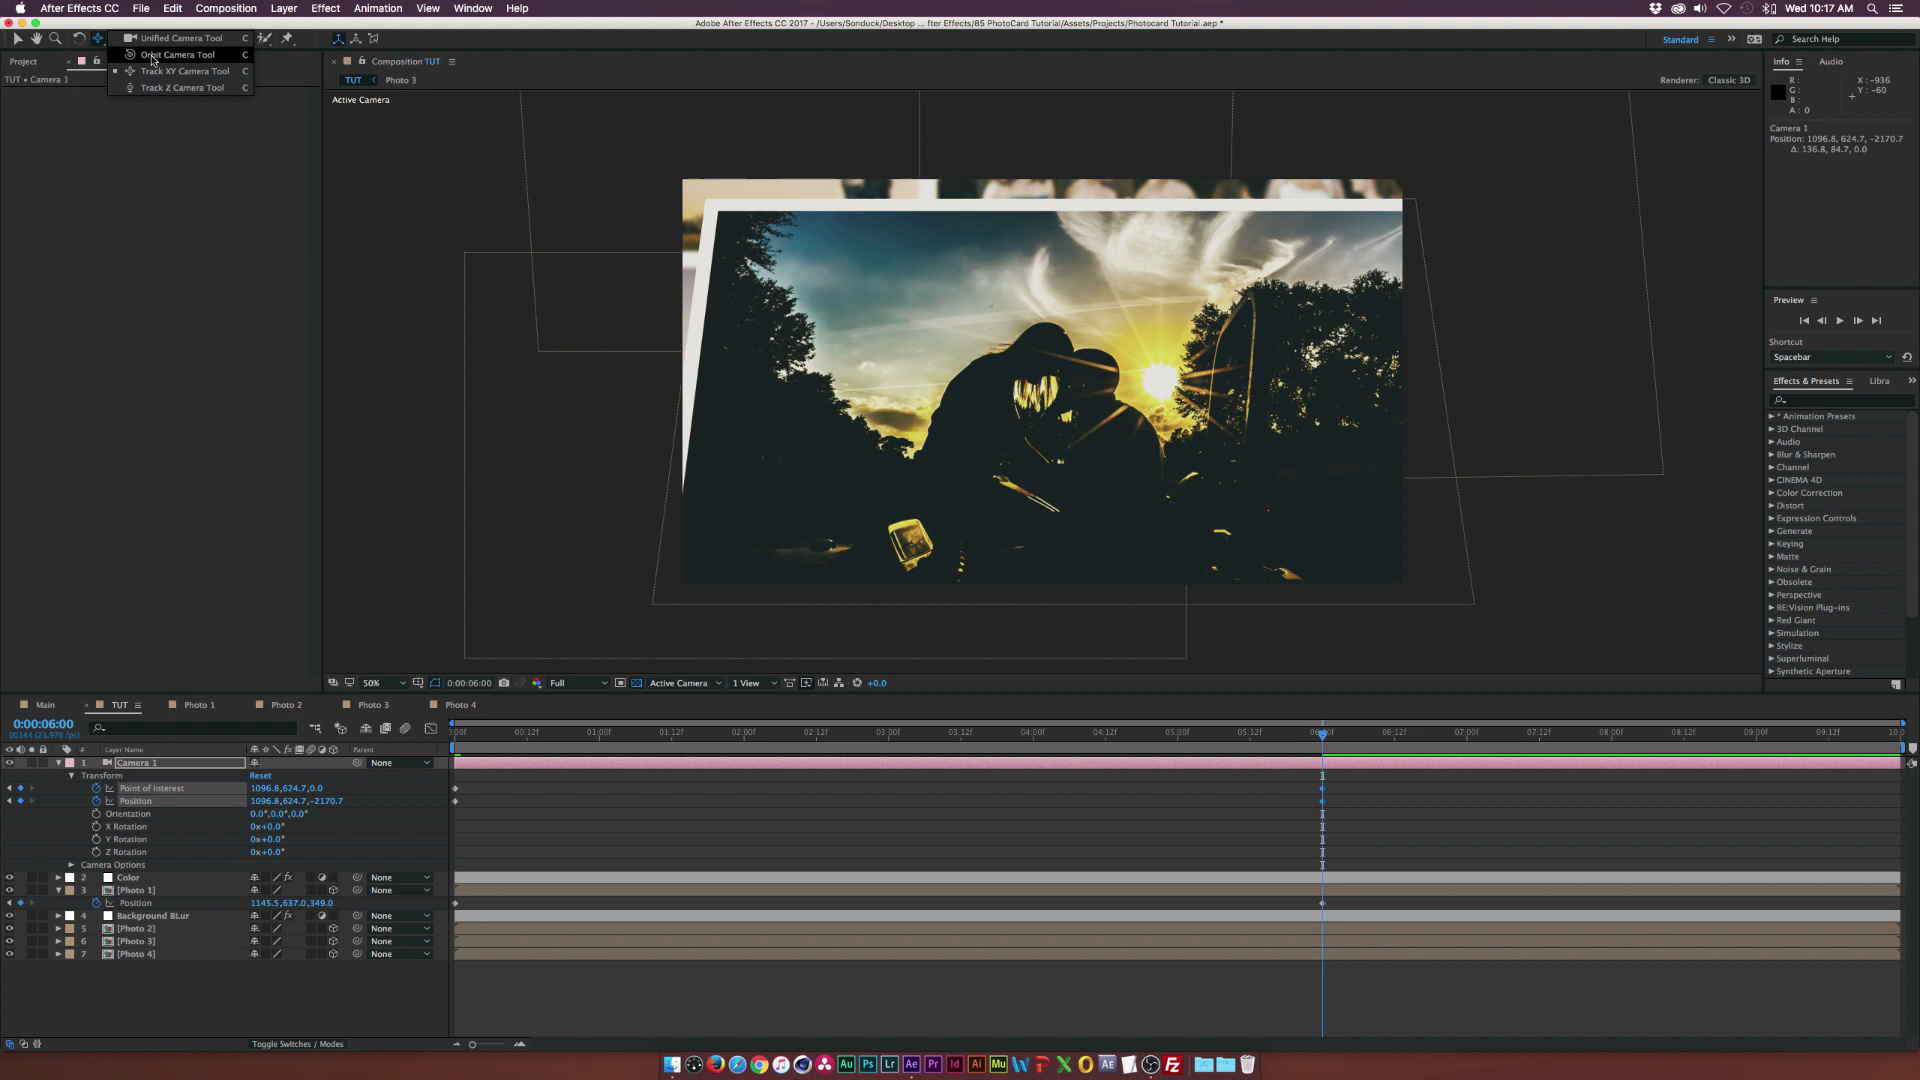 After Effects CC File Edit Composition Layer Effect Animation View Window Help Wed 10:17 AM
Adobe After Effects CC 2017 - /Users/Sonduck/Desktop ... fter Effects/85 PhotoCard Tutorial/Assets/Projects/Photocard Tutorial.aep *
Unified Camera Tool C
Orbit Camera Tool C
Track XY Camera Tool C
Track Z Camera Tool C
Standard Search Help
Project
TUT • Camera 1
Composition TUT
TUT Photo 3
Renderer: Classic 3D
Active Camera
Info Audio
R :
G :
B :
A : 0
X : -936
Y : -60
Camera 1
Position: 1096.8, 624.7, -2170.7
Δ: 136.8, 84.7, 0.0
Preview
Shortcut
Spacebar
Effects & Presets Libra
* Animation Presets
3D Channel
Audio
Blur & Sharpen
Channel
CINEMA 4D
Color Correction
Distort
Expression Controls
Generate
Keying
Matte
Noise & Grain
Obsolete
Perspective
RE:Vision Plug-ins
Red Giant
Simulation
Stylize
Superluminal
Synthetic Aperture
50% 0:00:06:00 Full Active Camera 1 View +0.0
Main TUT Photo 1 Photo 2 Photo 3 Photo 4
0:00:06:00
00144 (23.976 fps)
:00f 00:12f 01:00f 01:12f 02:00f 02:12f 03:00f 03:12f 04:00f 04:12f 05:00f 05:12f 06:12f 07:00f 07:12f 08:00f 08:12f 09:00f 09:12f 10:0
# Layer Name Parent
1 Camera 1 None
Transform Reset
Point of Interest 1096.8,624.7,0.0
Position 1096.8,624.7,-2170.7
Orientation 0.0°,0.0°,0.0°
X Rotation 0x+0.0°
Y Rotation 0x+0.0°
Z Rotation 0x+0.0°
Camera Options
2 Color None
3 [Photo 1] None
Position 1145.5,637.0,349.0
4 Background BLur None
5 [Photo 2] None
6 [Photo 3] None
7 [Photo 4] None
Toggle Switches / Modes
Au Ps Lr Ae Pr Id Ai Mu AE Fz